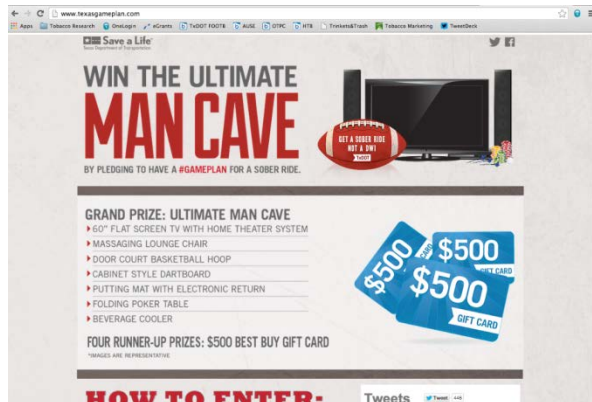 www.texasgameplan.com
Apps Tobacco Research OneLogin eGrants TxDOT FOOTB AUSE DTPC HTB Trinkets&Trash Tobacco Marketing TweetDeck
Save a Life
Texas Department of Transportation
WIN THE ULTIMATE
MAN CAVE
BY PLEDGING TO HAVE A #GAMEPLAN FOR A SOBER RIDE.
GET A SOBER RIDE
NOT A DWI
TxDOT
GRAND PRIZE: ULTIMATE MAN CAVE
60" FLAT SCREEN TV WITH HOME THEATER SYSTEM
MASSAGING LOUNGE CHAIR
DOOR COURT BASKETBALL HOOP
CABINET STYLE DARTBOARD
PUTTING MAT WITH ELECTRONIC RETURN
FOLDING POKER TABLE
BEVERAGE COOLER
$500
$500
GIFT CARD
$500
GIFT CARD
FOUR RUNNER-UP PRIZES: $500 BEST BUY GIFT CARD
*IMAGES ARE REPRESENTATIVE
HOW TO ENTER:
Tweets
Tweet